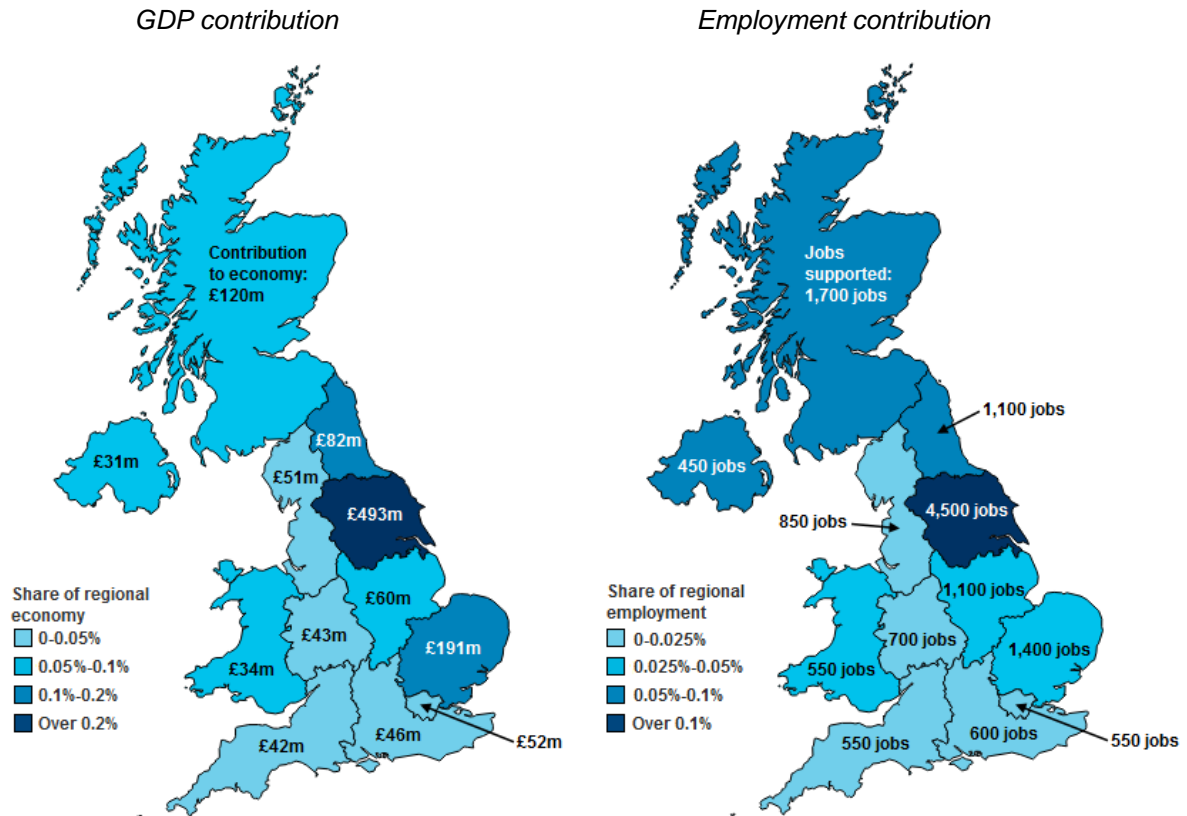 GDP contribution
Contribution
to economy:
£120m
£82m
£31m
£51m
£493m
£60m
£43m
£191m
£34m
£42m
£46m
£52m
Share of regional
economy
0-0.05%
0.05%-0.1%
0.1%-0.2%
Over 0.2%
Employment contribution
Jobs
supported:
1,700 jobs
1,100 jobs
450 jobs
4,500 jobs
850 jobs
1,100 jobs
700 jobs
1,400 jobs
550 jobs
550 jobs
600 jobs
550 jobs
Share of regional
employment
0-0.025%
0.025%-0.05%
0.05%-0.1%
Over 0.1%